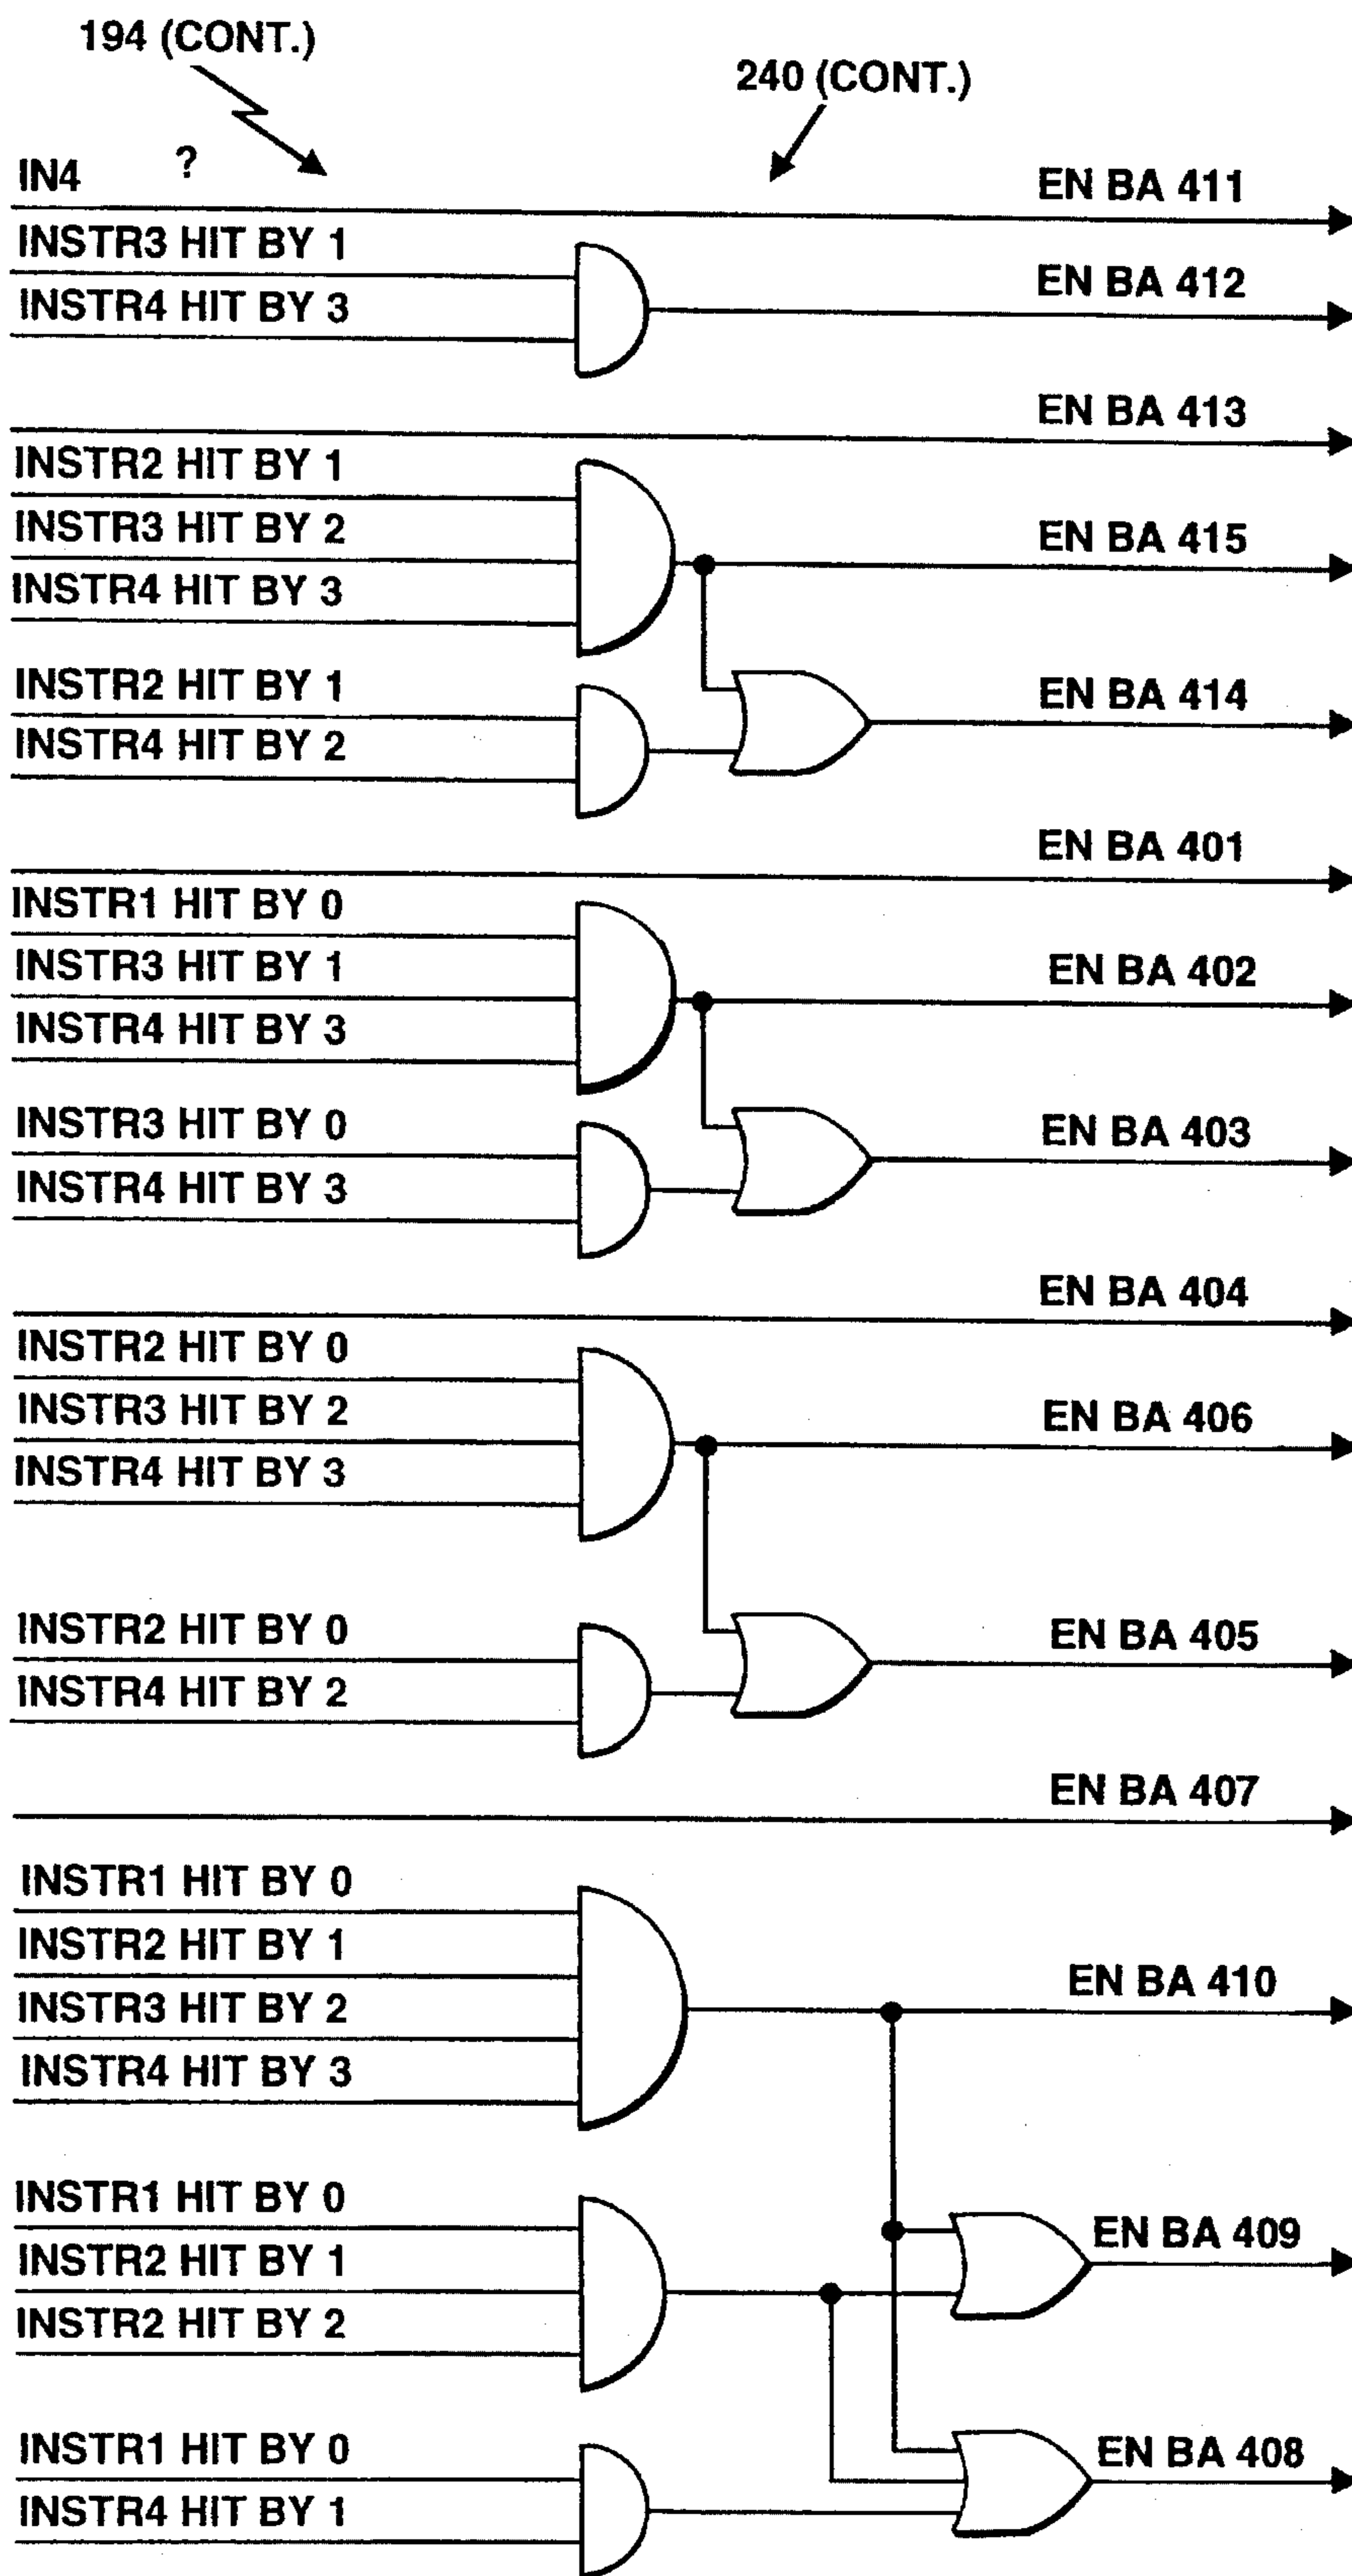 194 (CONT.)
240 (CONT.)
IN4 ?
EN BA 411
INSTR3 HIT BY 1
EN BA 412
INSTR4 HIT BY 3
EN BA 413
INSTR2 HIT BY 1
INSTR3 HIT BY 2
EN BA 415
INSTR4 HIT BY 3
INSTR2 HIT BY 1
EN BA 414
INSTR4 HIT BY 2
EN BA 401
INSTR1 HIT BY 0
INSTR3 HIT BY 1
EN BA 402
INSTR4 HIT BY 3
INSTR3 HIT BY 0
EN BA 403
INSTR4 HIT BY 3
EN BA 404
INSTR2 HIT BY 0
INSTR3 HIT BY 2
EN BA 406
INSTR4 HIT BY 3
INSTR2 HIT BY 0
EN BA 405
INSTR4 HIT BY 2
EN BA 407
INSTR1 HIT BY 0
INSTR2 HIT BY 1
EN BA 410
INSTR3 HIT BY 2
INSTR4 HIT BY 3
INSTR1 HIT BY 0
EN BA 409
INSTR2 HIT BY 1
INSTR2 HIT BY 2
INSTR1 HIT BY 0
EN BA 408
INSTR4 HIT BY 1